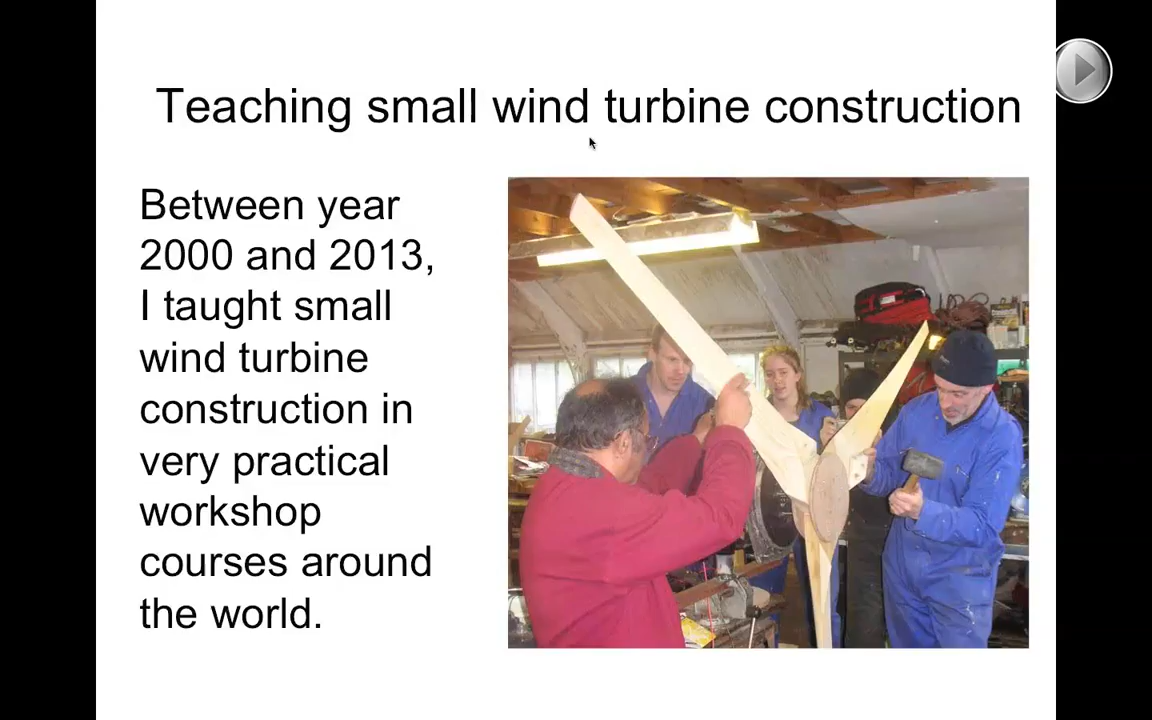 Teaching small wind turbine construction
Between year
2000 and 2013,
I taught small
wind turbine
construction in
very practical
workshop
courses around
the world.